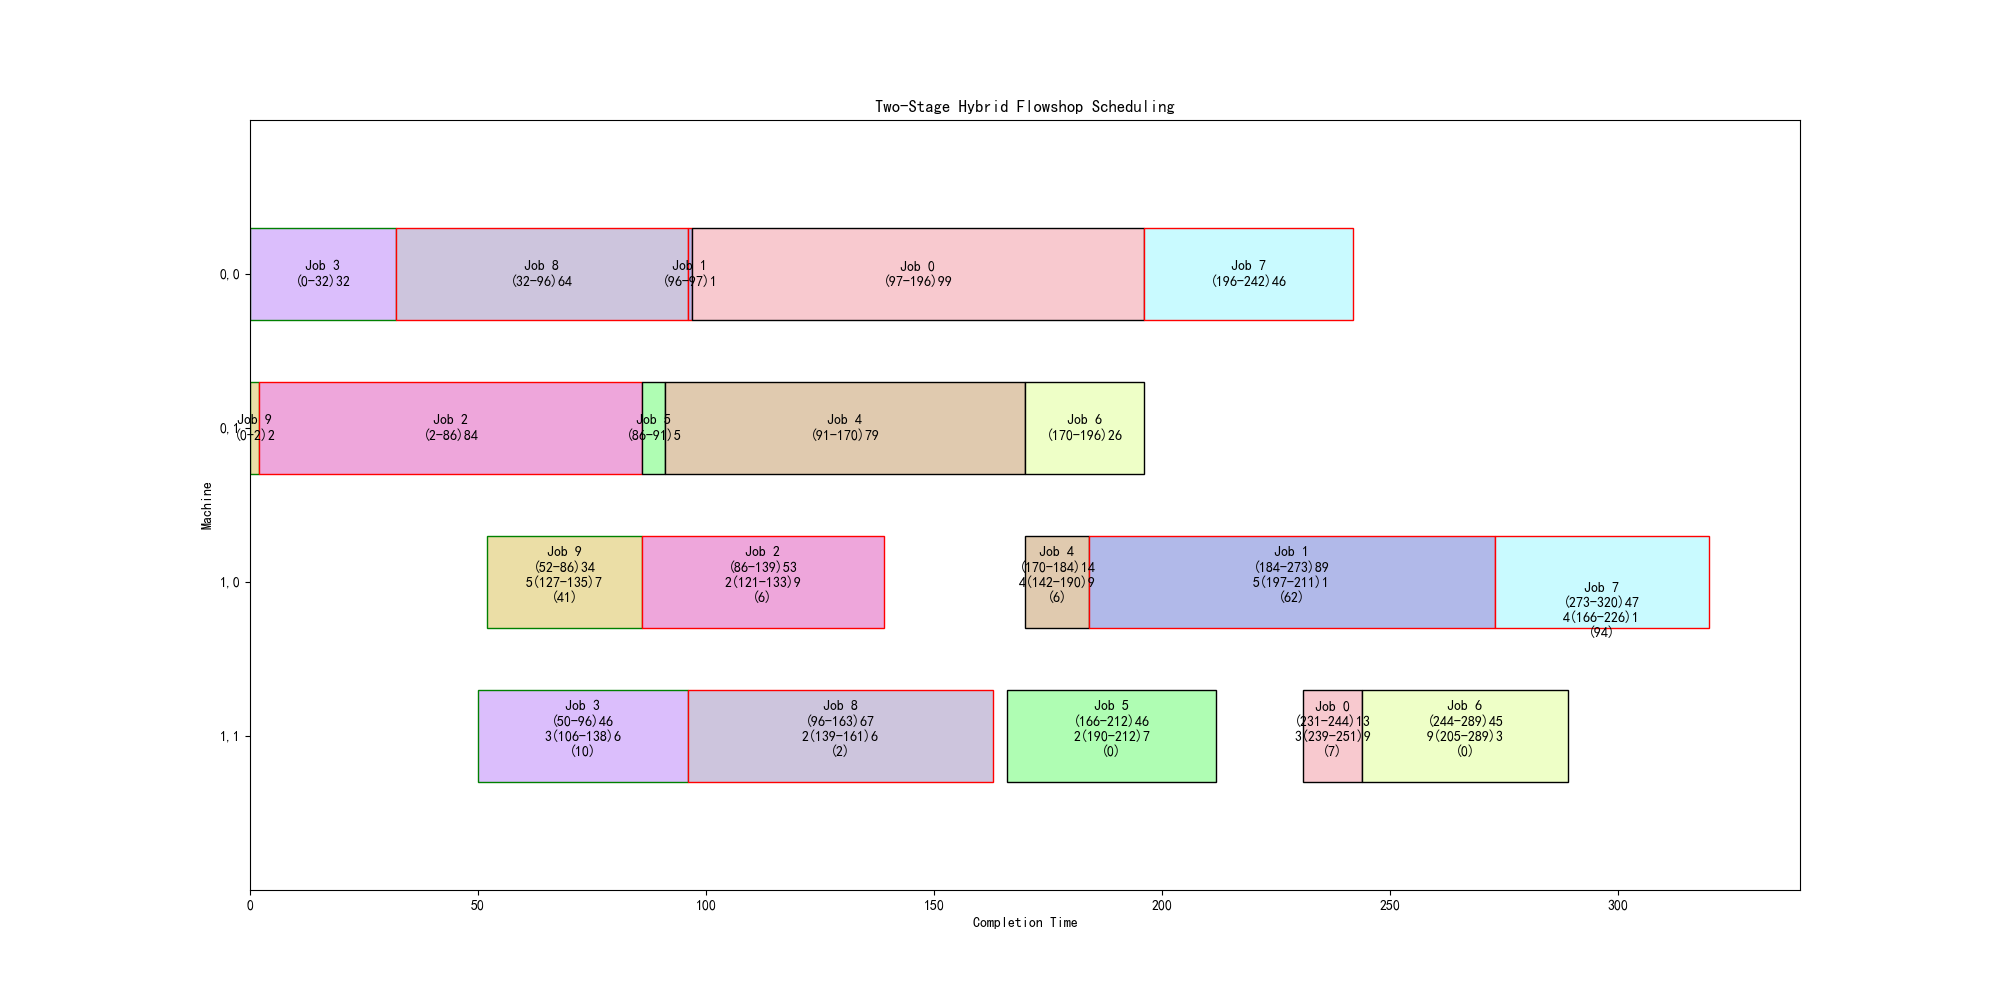 Two-Stage Hybrid Flowshop Scheduling
0,0
Job 3
(0-32)32
Job 8
(32-96)64
Job 1
(96-97)1
Job 0
(97-196)99
Job 7
(196-242)46
0,1
Job 9
(0-2)2
Job 2
(2-86)84
Job 5
(86-91)5
Job 4
(91-170)79
Job 6
(170-196)26
Machine
1,0
Job 9
(52-86)34
5(127-135)7
(41)
Job 2
(86-139)53
2(121-133)9
(6)
Job 4
(170-184)14
4(142-190)9
(6)
Job 1
(184-273)89
5(197-211)1
(62)
Job 7
(273-320)47
4(166-226)1
(94)
1,1
Job 3
(50-96)46
3(106-138)6
(10)
Job 8
(96-163)67
2(139-161)6
(2)
Job 5
(166-212)46
2(190-212)7
(0)
Job 0
(231-244)13
3(239-251)9
(7)
Job 6
(244-289)45
9(205-289)3
(0)
0 50 100 150 200 250 300
Completion Time